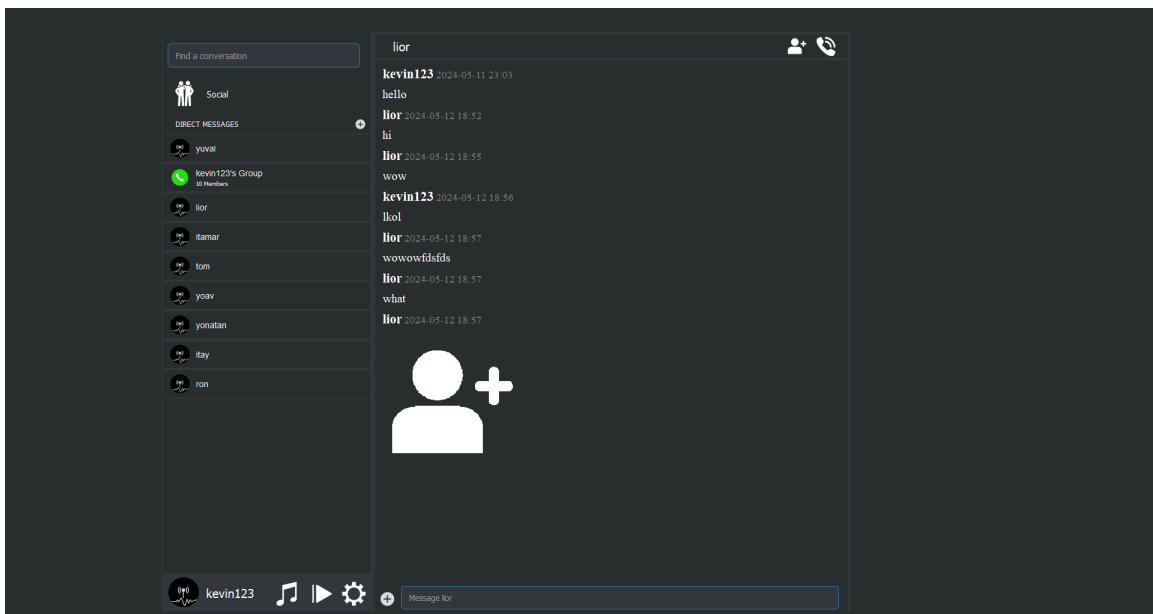 Find a conversation
Social
DIRECT MESSAGES
yuval
kevin123's Group
10 Members
lior
itamar
tom
yoav
yonatan
itay
ron
kevin123
lior
kevin123 2024-05-11 23:03
hello
lior 2024-05-12 18:52
hi
lior 2024-05-12 18:55
wow
kevin123 2024-05-12 18:56
lkol
lior 2024-05-12 18:57
wowowfdsfds
lior 2024-05-12 18:57
what
lior 2024-05-12 18:57
Message lior